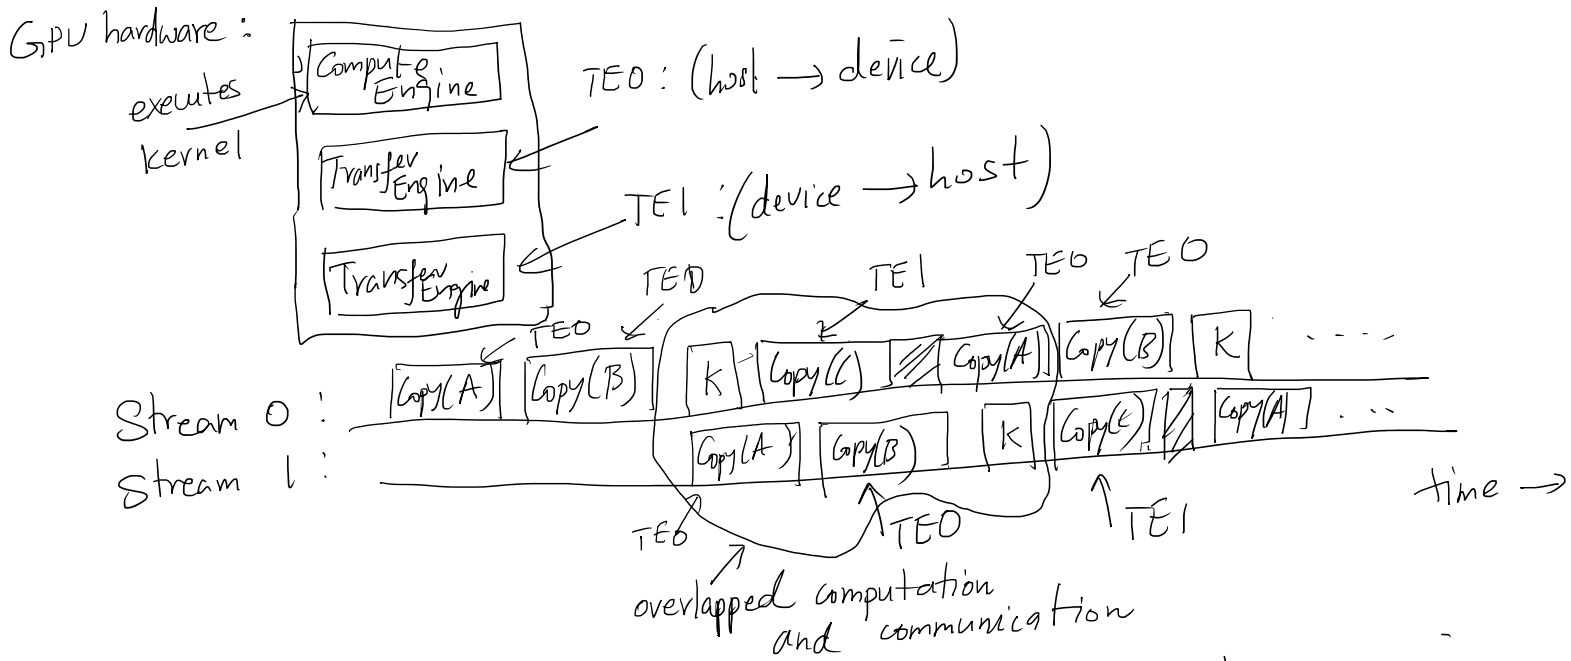 GPU hardware :
Compute
Engine
executes
kernel
TE0 : (host → device)
Transfer
Engine
TE1 : (device → host)
Transfer
Engine
TE0
TE0
TE1
TE0
TE0
Stream 0 :
Copy(A) Copy(B) K Copy(C) Copy(A) Copy(B) K .....
Stream 1 :
Copy(A) Copy(B) K Copy(C) Copy(A) ....
time →
TE0
TE0
TE1
overlapped computation
and communication